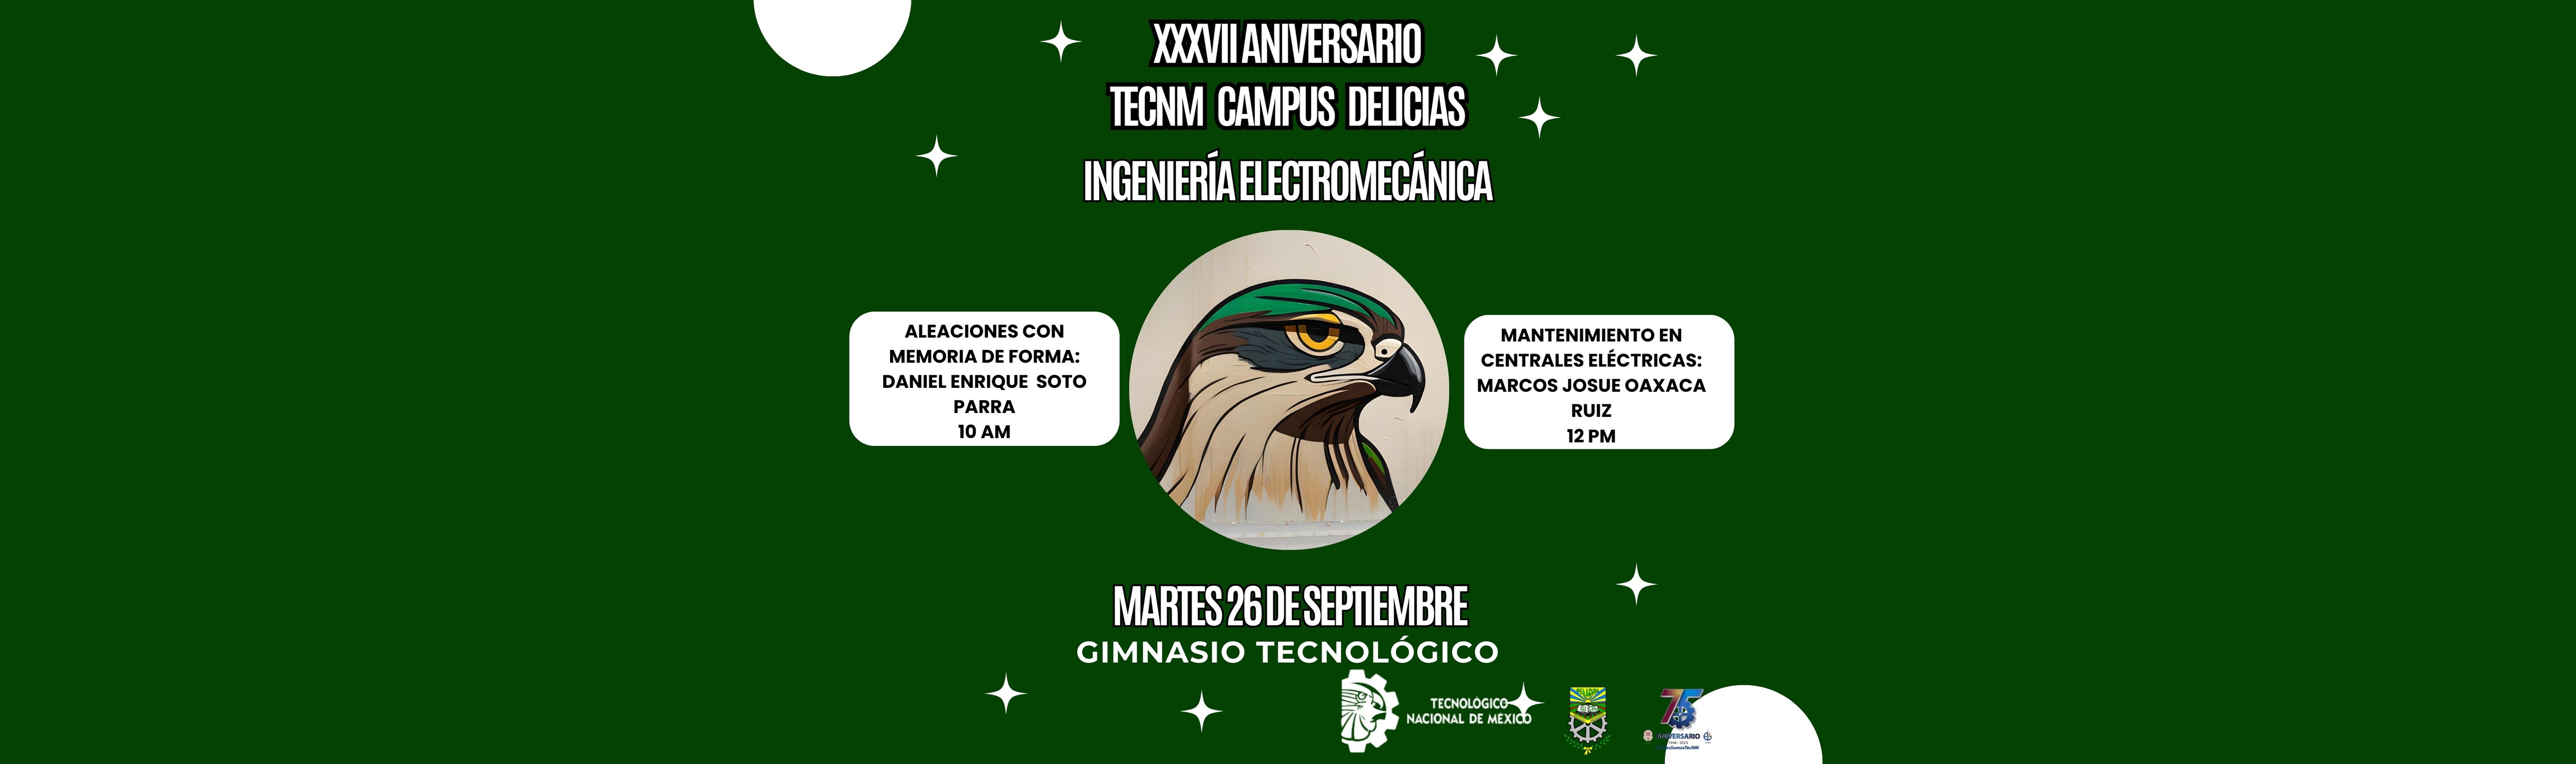 XXXVII ANIVERSARIO
TECNM CAMPUS DELICIAS
INGENIERÍA ELECTROMECÁNICA
ALEACIONES CON
MEMORIA DE FORMA:
DANIEL ENRIQUE SOTO
PARRA
10 AM
MANTENIMIENTO EN
CENTRALES ELÉCTRICAS:
MARCOS JOSUE OAXACA
RUIZ
12 PM
MARTES 26 DE SEPTIEMBRE
GIMNASIO TECNOLÓGICO
TECNOLÓGICO
NACIONAL DE MÉXICO
75
ANIVERSARIO